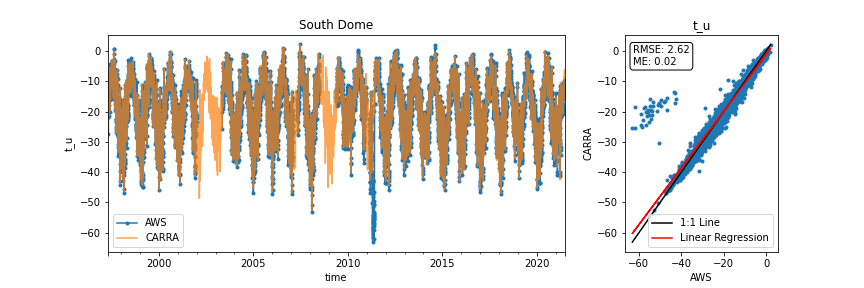 South Dome
t_u
0
−10
−20
−30
−40
−50
−60
t_u
AWS
CARRA
2000
2005
2010
2015
2020
time
t_u
RMSE: 2.62
ME: 0.02
0
−10
−20
−30
−40
−50
−60
CARRA
1:1 Line
Linear Regression
−60
−40
−20
0
AWS